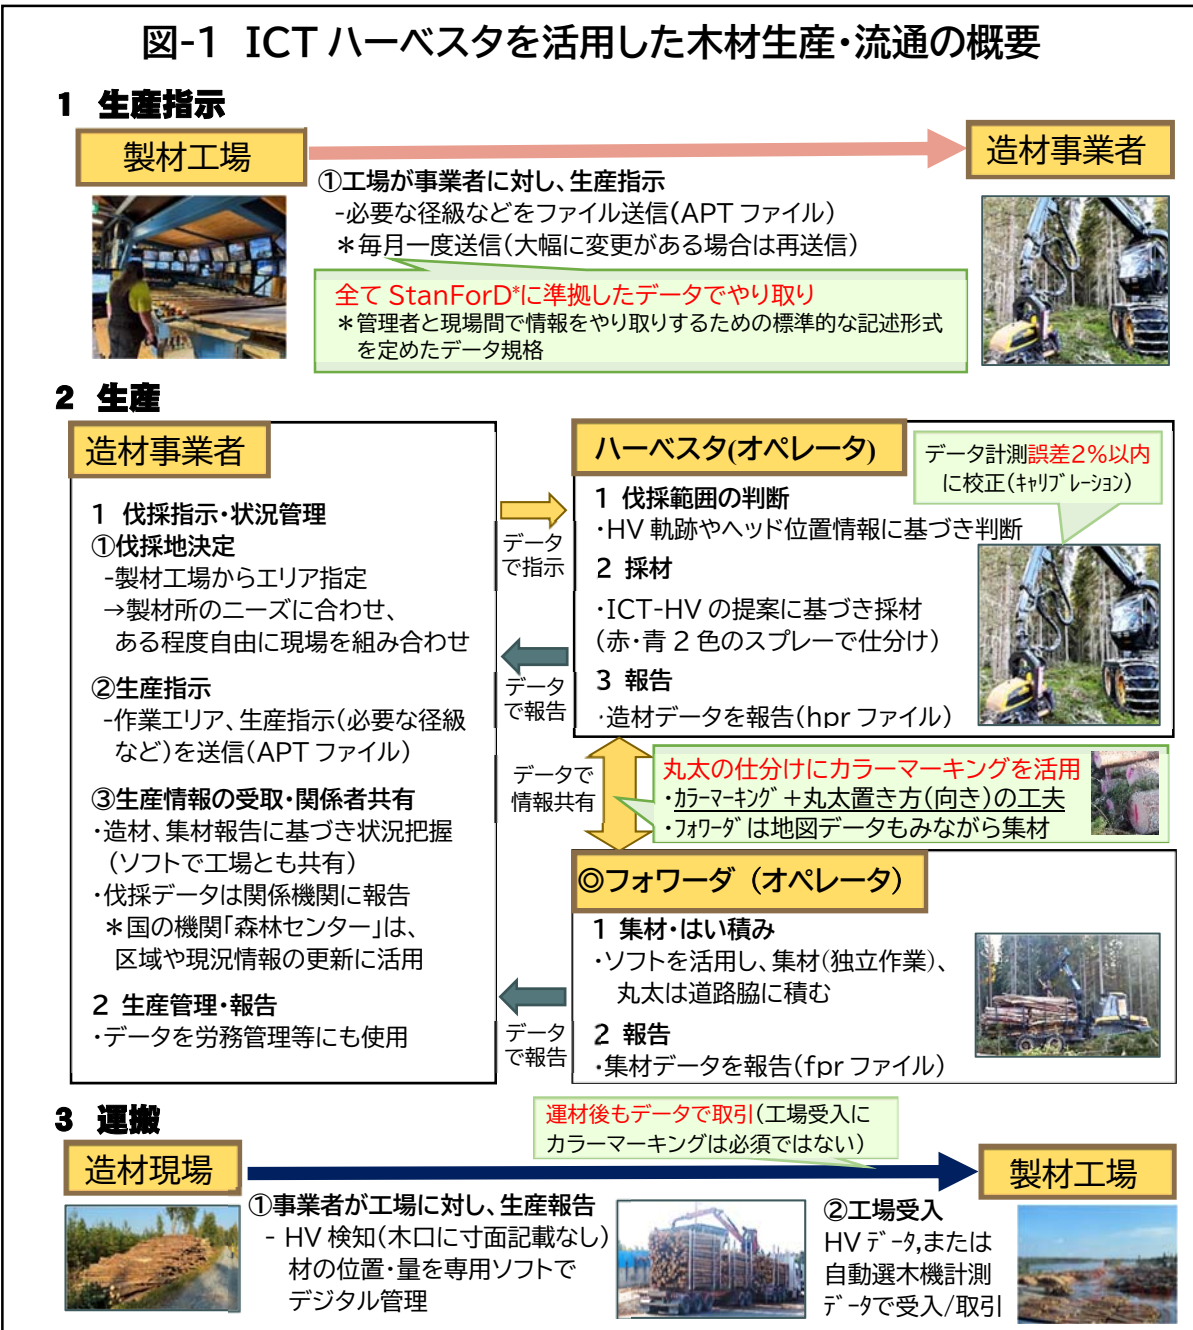 図-1 ICTハーベスタを活用した木材生産・流通の概要
1 生産指示
製材工場
造材事業者
①工場が事業者に対し、生産指示
-必要な径級などをファイル送信(APTファイル)
＊毎月一度送信(大幅に変更がある場合は再送信)
全てStanForD*に準拠したデータでやり取り
＊管理者と現場間で情報をやり取りするための標準的な記述形式
を定めたデータ規格
2 生産
造材事業者
1 伐採指示・状況管理
①伐採地決定
-製材工場からエリア指定
→製材所のニーズに合わせ、
ある程度自由に現場を組み合わせ
②生産指示
-作業エリア、生産指示(必要な径級
など)を送信(APTファイル)
③生産情報の受取・関係者共有
・造材、集材報告に基づき状況把握
(ソフトで工場とも共有)
・伐採データは関係機関に報告
＊国の機関「森林センター」は、
区域や現況情報の更新に活用
2 生産管理・報告
・データを労務管理等にも使用
データ
で指示
データ
で報告
ハーベスタ(オペレータ)
1 伐採範囲の判断
・HV軌跡やヘッド位置情報に基づき判断
2 採材
・ICT-HVの提案に基づき採材
(赤・青2色のスプレーで仕分け)
3 報告
・造材データを報告(hprファイル)
データ計測誤差2%以内
に校正(ｷｬﾘﾌﾞﾚｰｼｮﾝ)
データで
情報共有
丸太の仕分けにカラーマーキングを活用
・ｶﾗｰﾏｰｷﾝｸﾞ+丸太置き方(向き)の工夫
・ﾌｫﾜｰﾀﾞは地図データもみながら集材
◎フォワーダ（オペレータ）
1 集材・はい積み
・ソフトを活用し、集材(独立作業)、
丸太は道路脇に積む
2 報告
・集材データを報告(fprファイル)
データ
で報告
3 運搬
運材後もデータで取引(工場受入に
カラーマーキングは必須ではない)
造材現場
製材工場
①事業者が工場に対し、生産報告
- HV検知(木口に寸面記載なし)
材の位置・量を専用ソフトで
デジタル管理
②工場受入
HVﾃﾞｰﾀ,または
自動選木機計測
ﾃﾞｰﾀで受入/取引